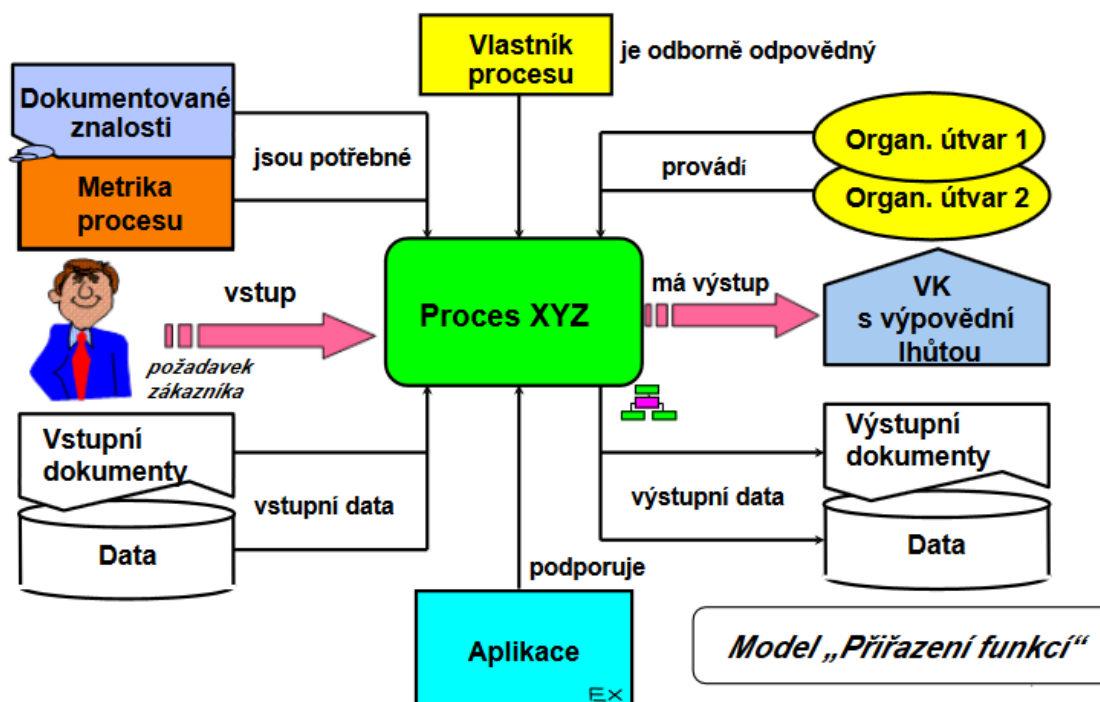 Vlastník
procesu
je odborně odpovědný
Dokumentované
znalosti
jsou potřebné
Metrika
procesu
Organ. útvar 1
provádí
Organ. útvar 2
vstup
požadavek
zákazníka
Proces XYZ
má výstup
VK
s výpovědní
lhůtou
Vstupní
dokumenty
vstupní data
Data
Výstupní
dokumenty
výstupní data
Data
podporuje
Aplikace
Ex
Model „Přiřazení funkcí“